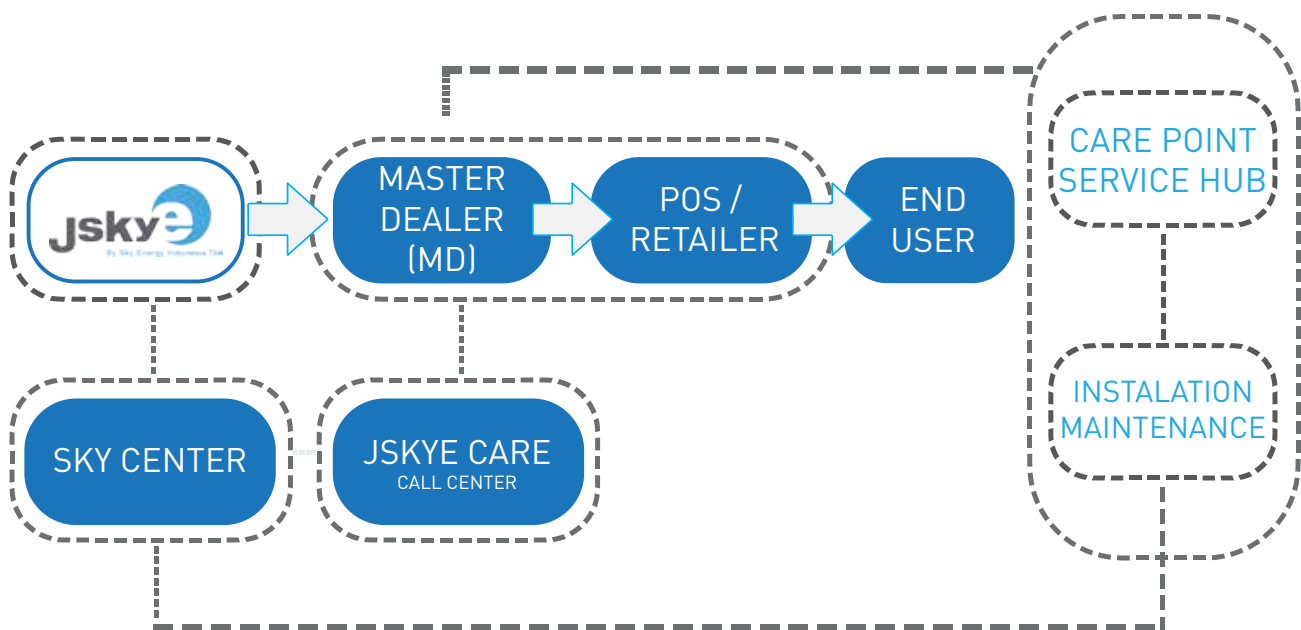 Jskye
By Sky Energy Indonesia Tbk
MASTER
DEALER
(MD)
POS /
RETAILER
END
USER
CARE POINT
SERVICE HUB
INSTALATION
MAINTENANCE
SKY CENTER
JSKYE CARE
CALL CENTER